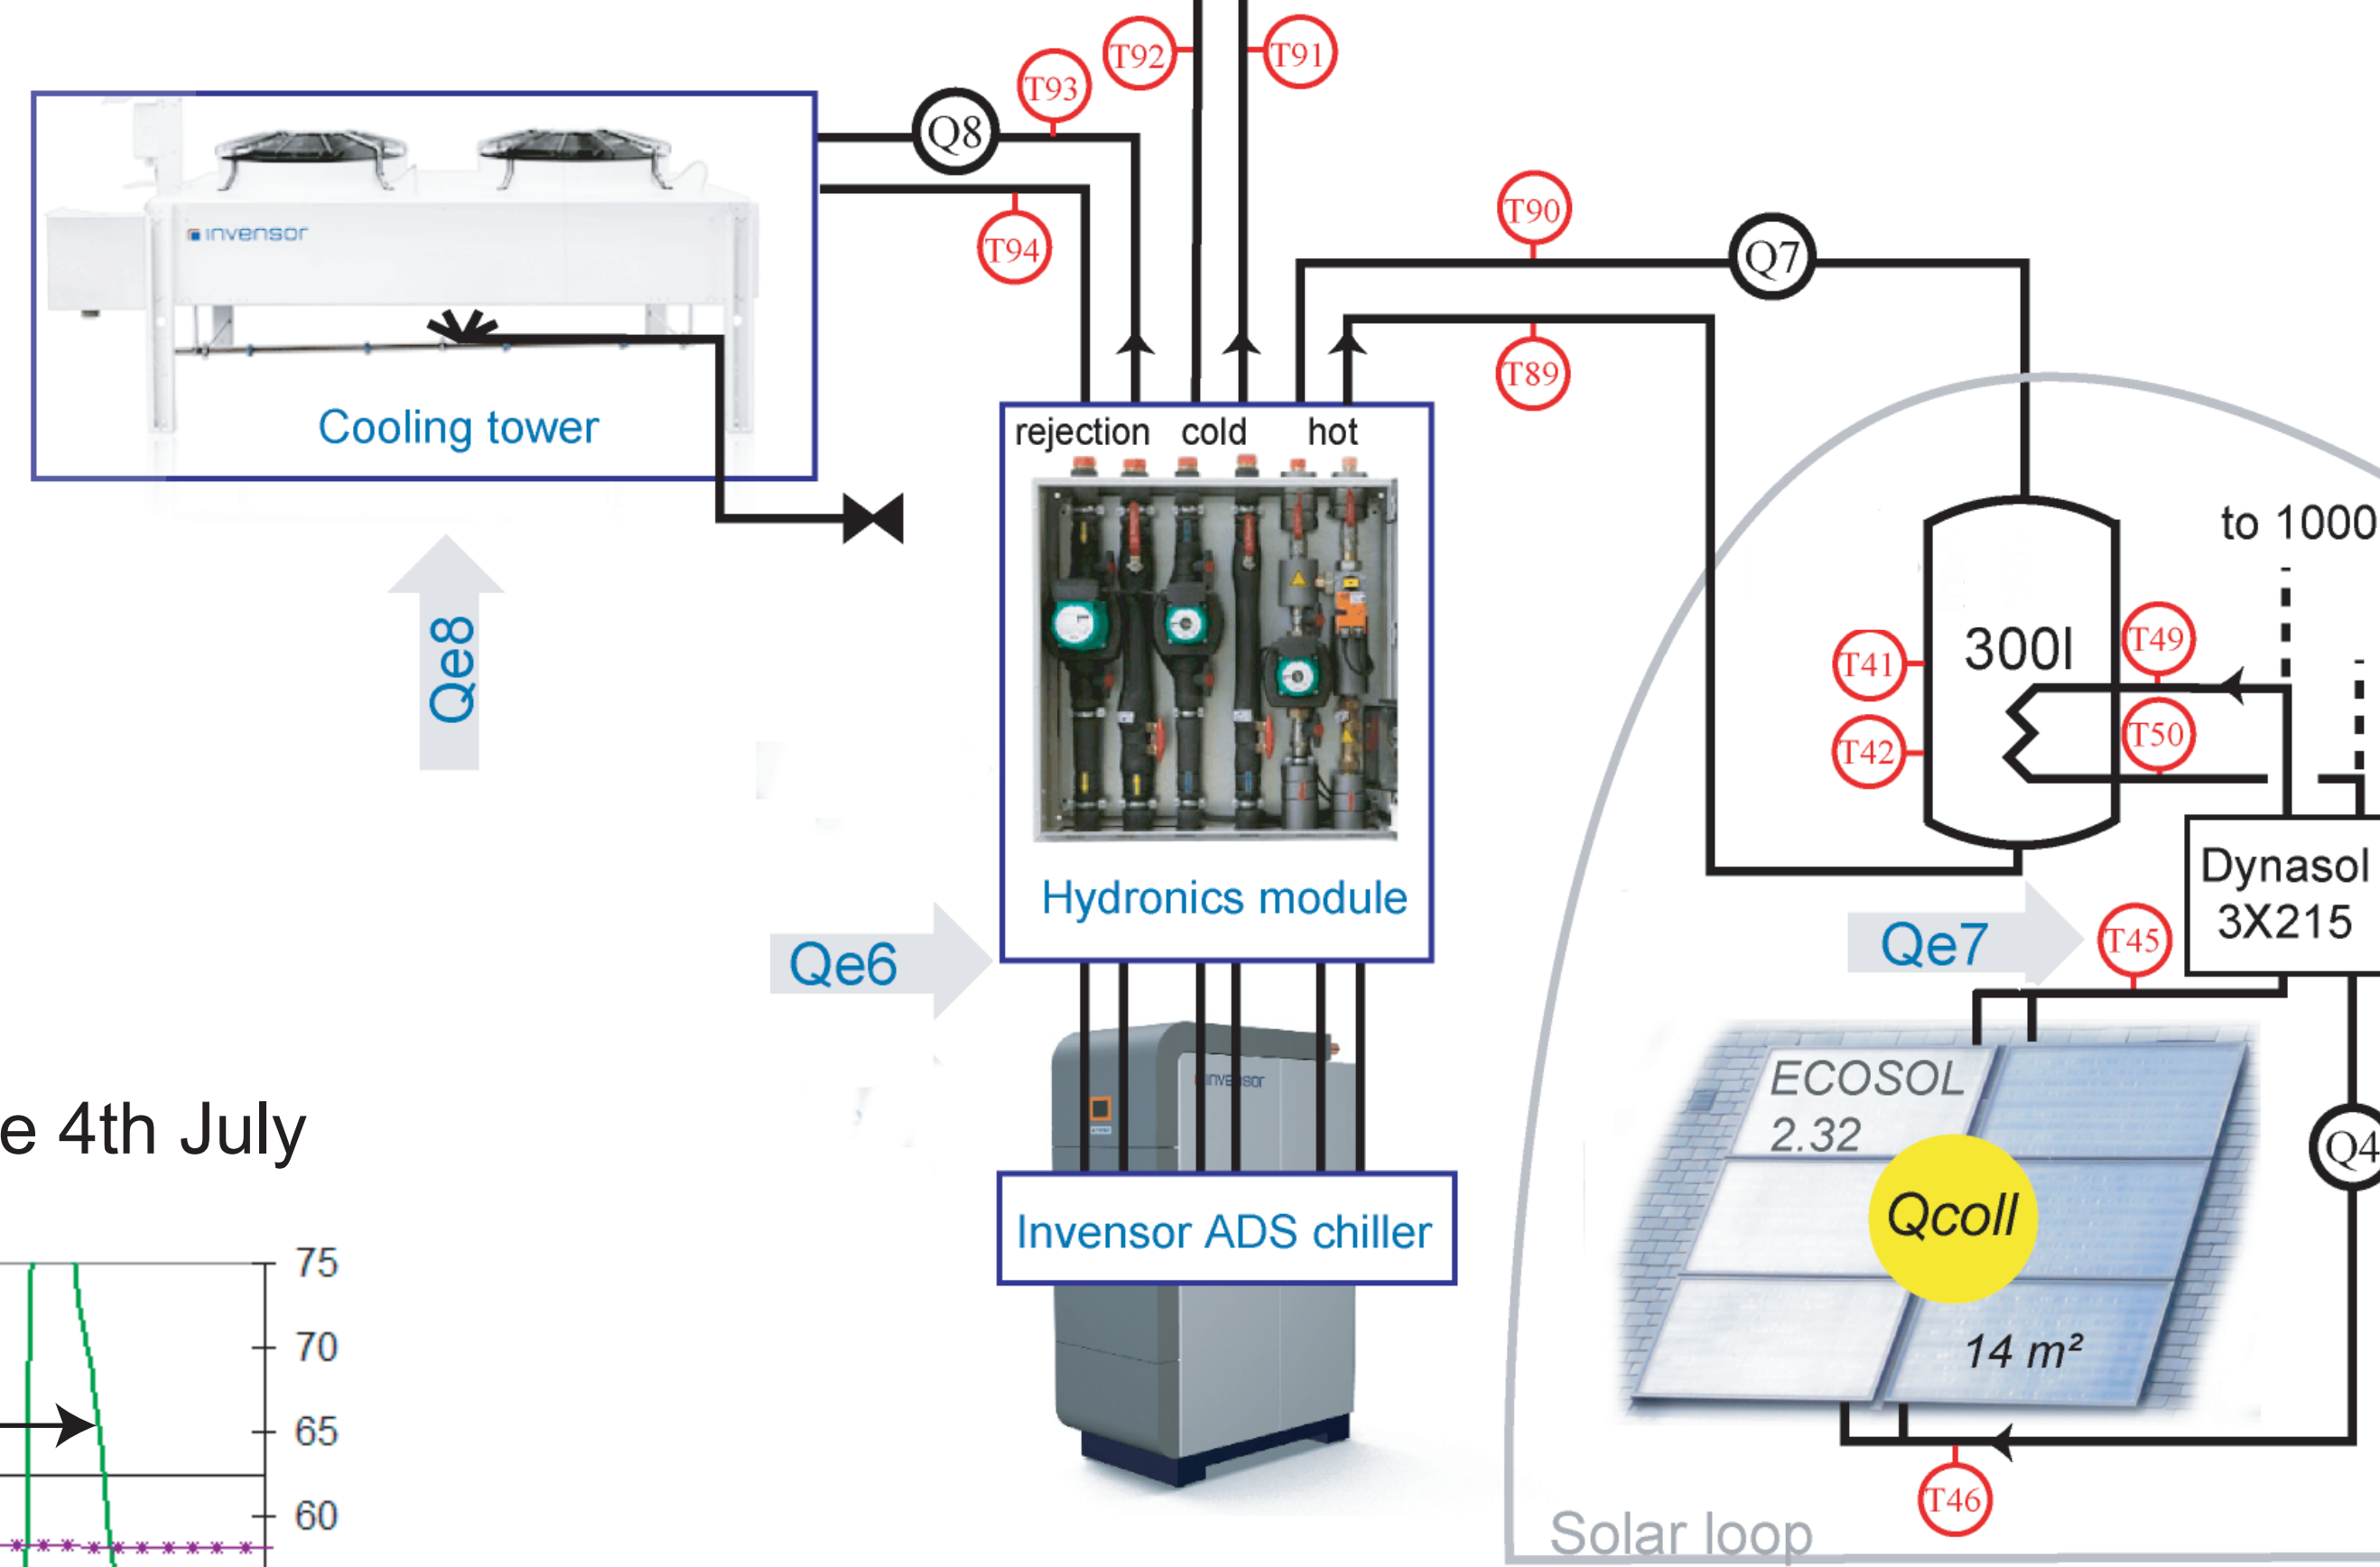 T92
T91
T93
Q8
T94
invensor
Cooling tower
T90
Q7
T89
rejection cold hot
to 1000
T41
300l
T49
T42
T50
Qe8
Hydronics module
Dynasol
3X215
Qe6
Qe7
T45
invensor
ECOSOL
2.32
e 4th July
Q4
Qcoll
Invensor ADS chiller
75
70
14 m²
65
60
T46
Solar loop